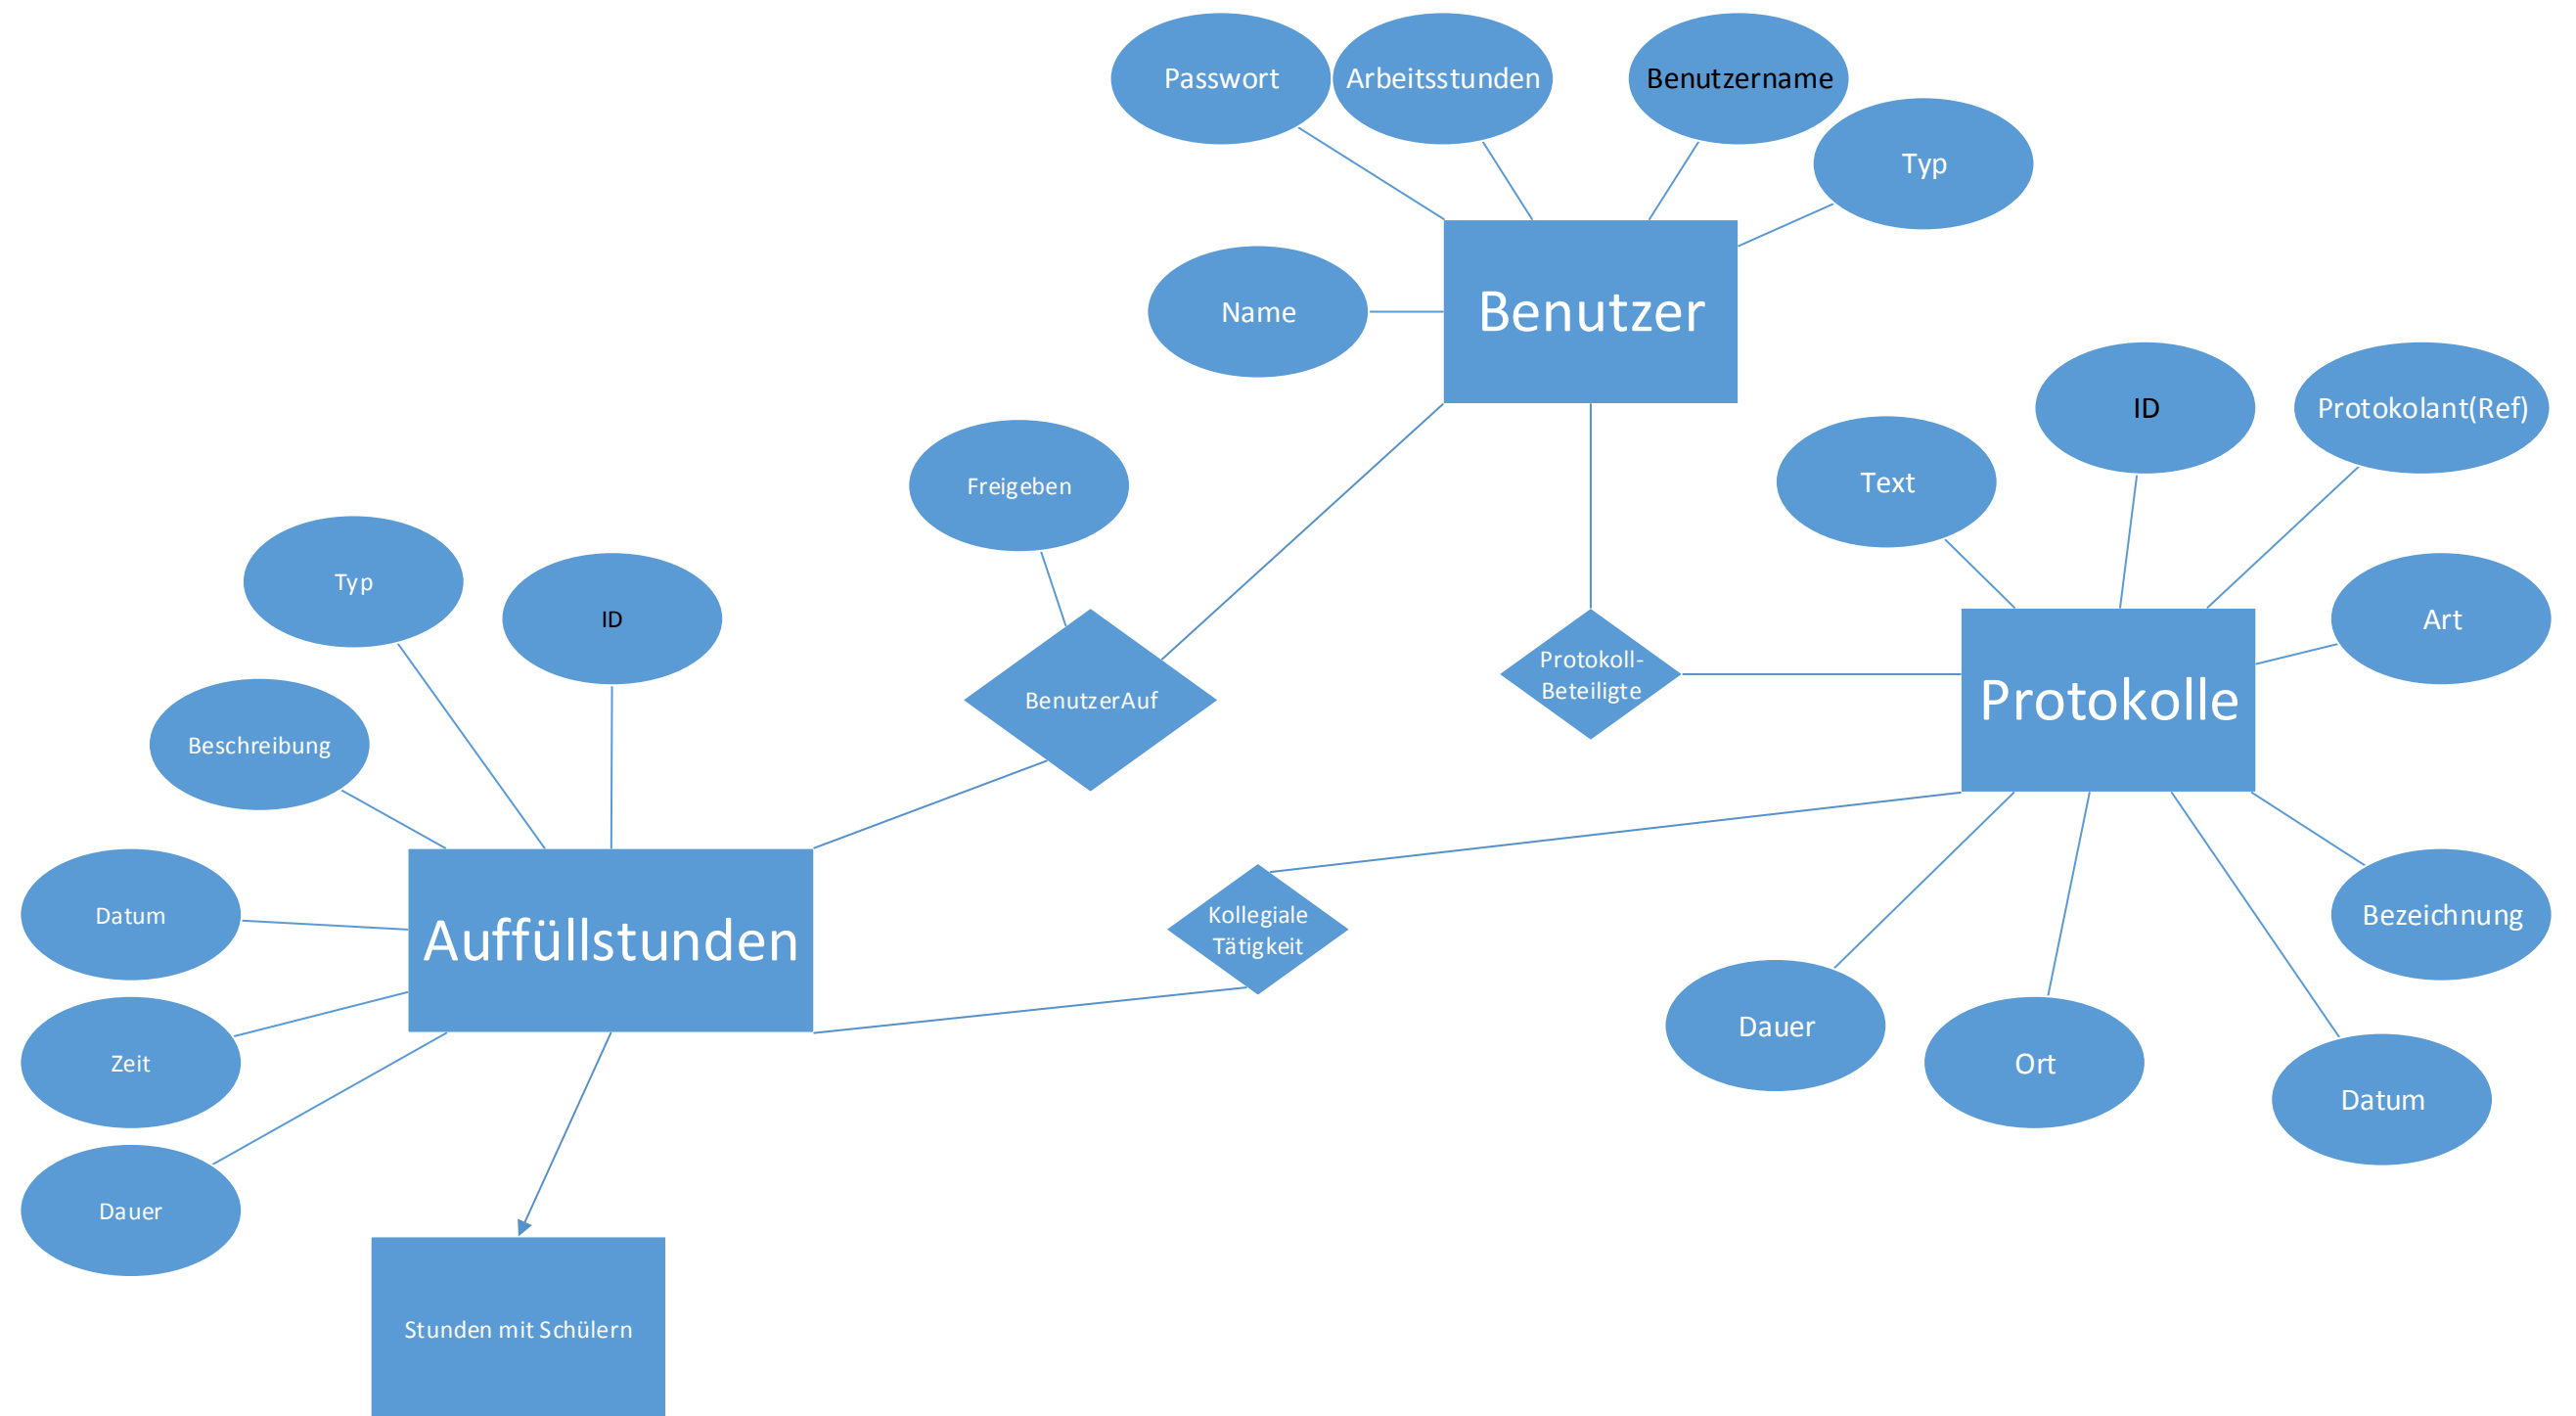 Passwort
Arbeitsstunden
Benutzername
Typ
Name
Benutzer
Freigeben
Text
ID
Protokolant(Ref)
Typ
ID
Art
Beschreibung
BenutzerAuf
Protokoll-
Beteiligte
Protokolle
Datum
Auffüllstunden
Kollegiale
Tätigkeit
Bezeichnung
Zeit
Dauer
Ort
Datum
Dauer
Stunden mit Schülern